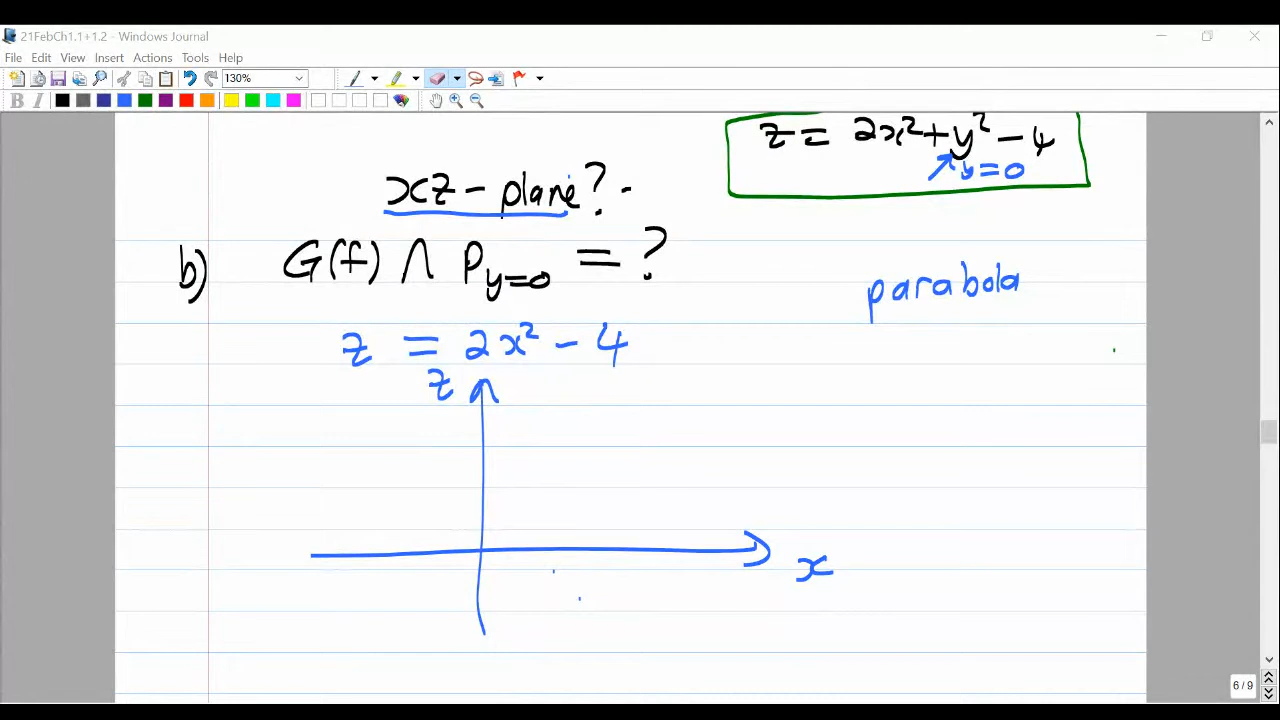 21FebCh1.1+1.2 - Windows Journal
File Edit View Insert Actions Tools Help
130%
B I
z = 2x² + y² - 4
y = 0
xz - plane?
b) G(f) ∩ P_{y=0} = ?
parabola
z = 2x² - 4
z
x
6 / 9